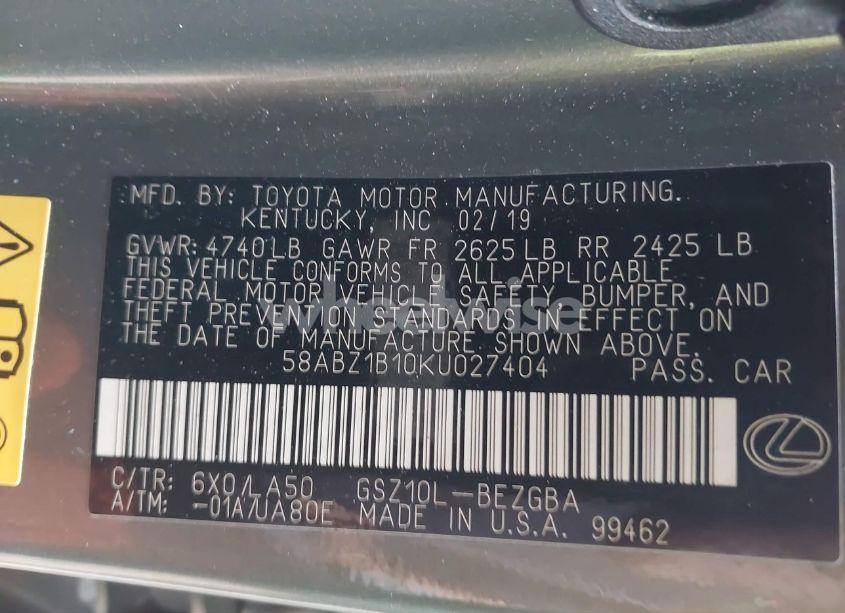 MFD. BY: TOYOTA MOTOR MANUFACTURING.
KENTUCKY, INC 02/19
GVWR: 4740LB GAWR FR 2625LB RR 2425 LB
THIS VEHICLE CONFORMS TO ALL APPLICABLE
FEDERAL MOTOR VEHICLE SAFETY, BUMPER, AND
THEFT PREVENTION STANDARDS IN EFFECT ON
THE DATE OF MANUFACTURE SHOWN ABOVE.
wheelwise
58ABZ1B10KU027404 PASS. CAR
C/TR: 6X0/LA50 GSZ10L-BEZGBA
A/TM: -01A/UA80E MADE IN U.S.A. 99462